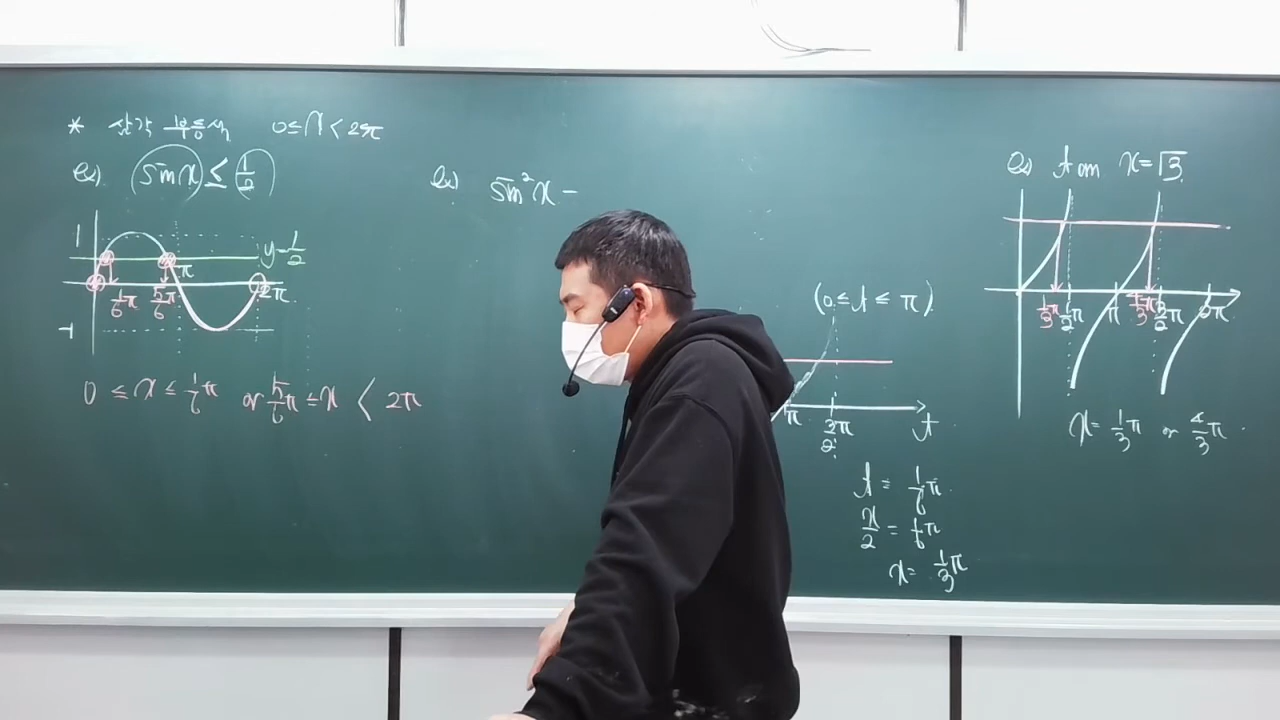 * 삼각 부등식 0≤x<2π
ex) sinx ≤ 1/2
1
y=1/2
π
2π
1/6π 5/6π
-1
0 ≤ x ≤ 1/6π or 5/6π ≤ x < 2π
ex) sin²x -
(0≤t≤π)
π
3/2π
t
t = 1/6π
x/2 = 1/6π
x = 1/3π
ex) tan x = √3
1/3π 1/2π π 4/3π 3/2π 2π
x = 1/3π or 4/3π